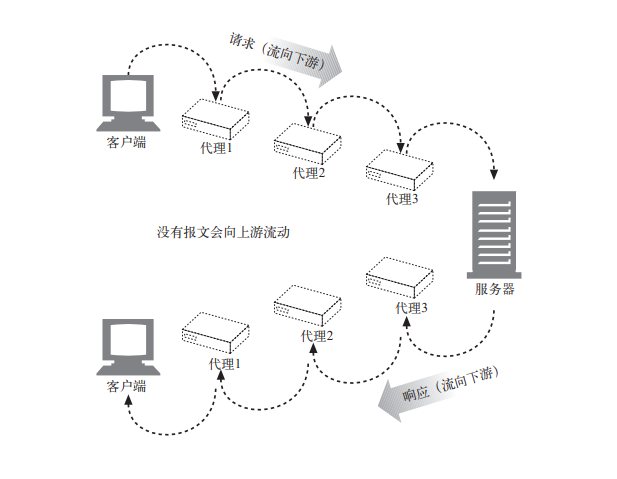 请求（流向下游）
客户端
代理1
代理2
代理3
没有报文会向上游流动
服务器
代理3
代理2
代理1
客户端
响应（流向下游）